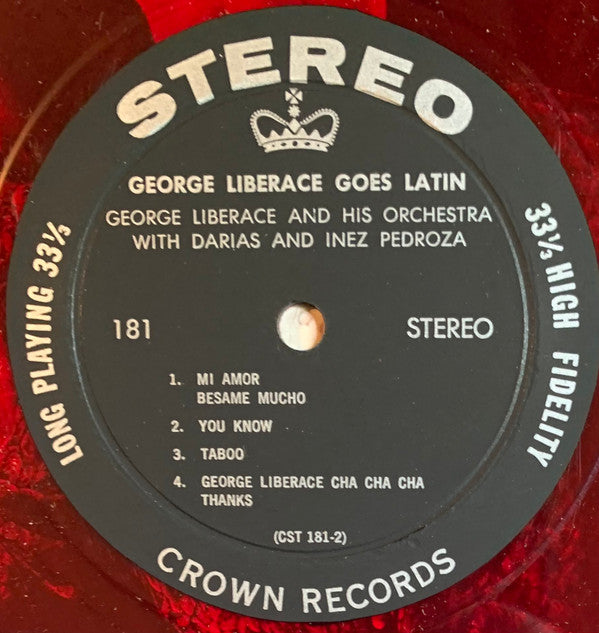 STEREO
GEORGE LIBERACE GOES LATIN
GEORGE LIBERACE AND HIS ORCHESTRA
WITH DARIAS AND INEZ PEDROZA
LONG PLAYING 33⅓
33⅓ HIGH FIDELITY
181
STEREO
1. MI AMOR
BESAME MUCHO
2. YOU KNOW
3. TABOO
4. GEORGE LIBERACE CHA CHA CHA
THANKS
(CST 181-2)
CROWN RECORDS